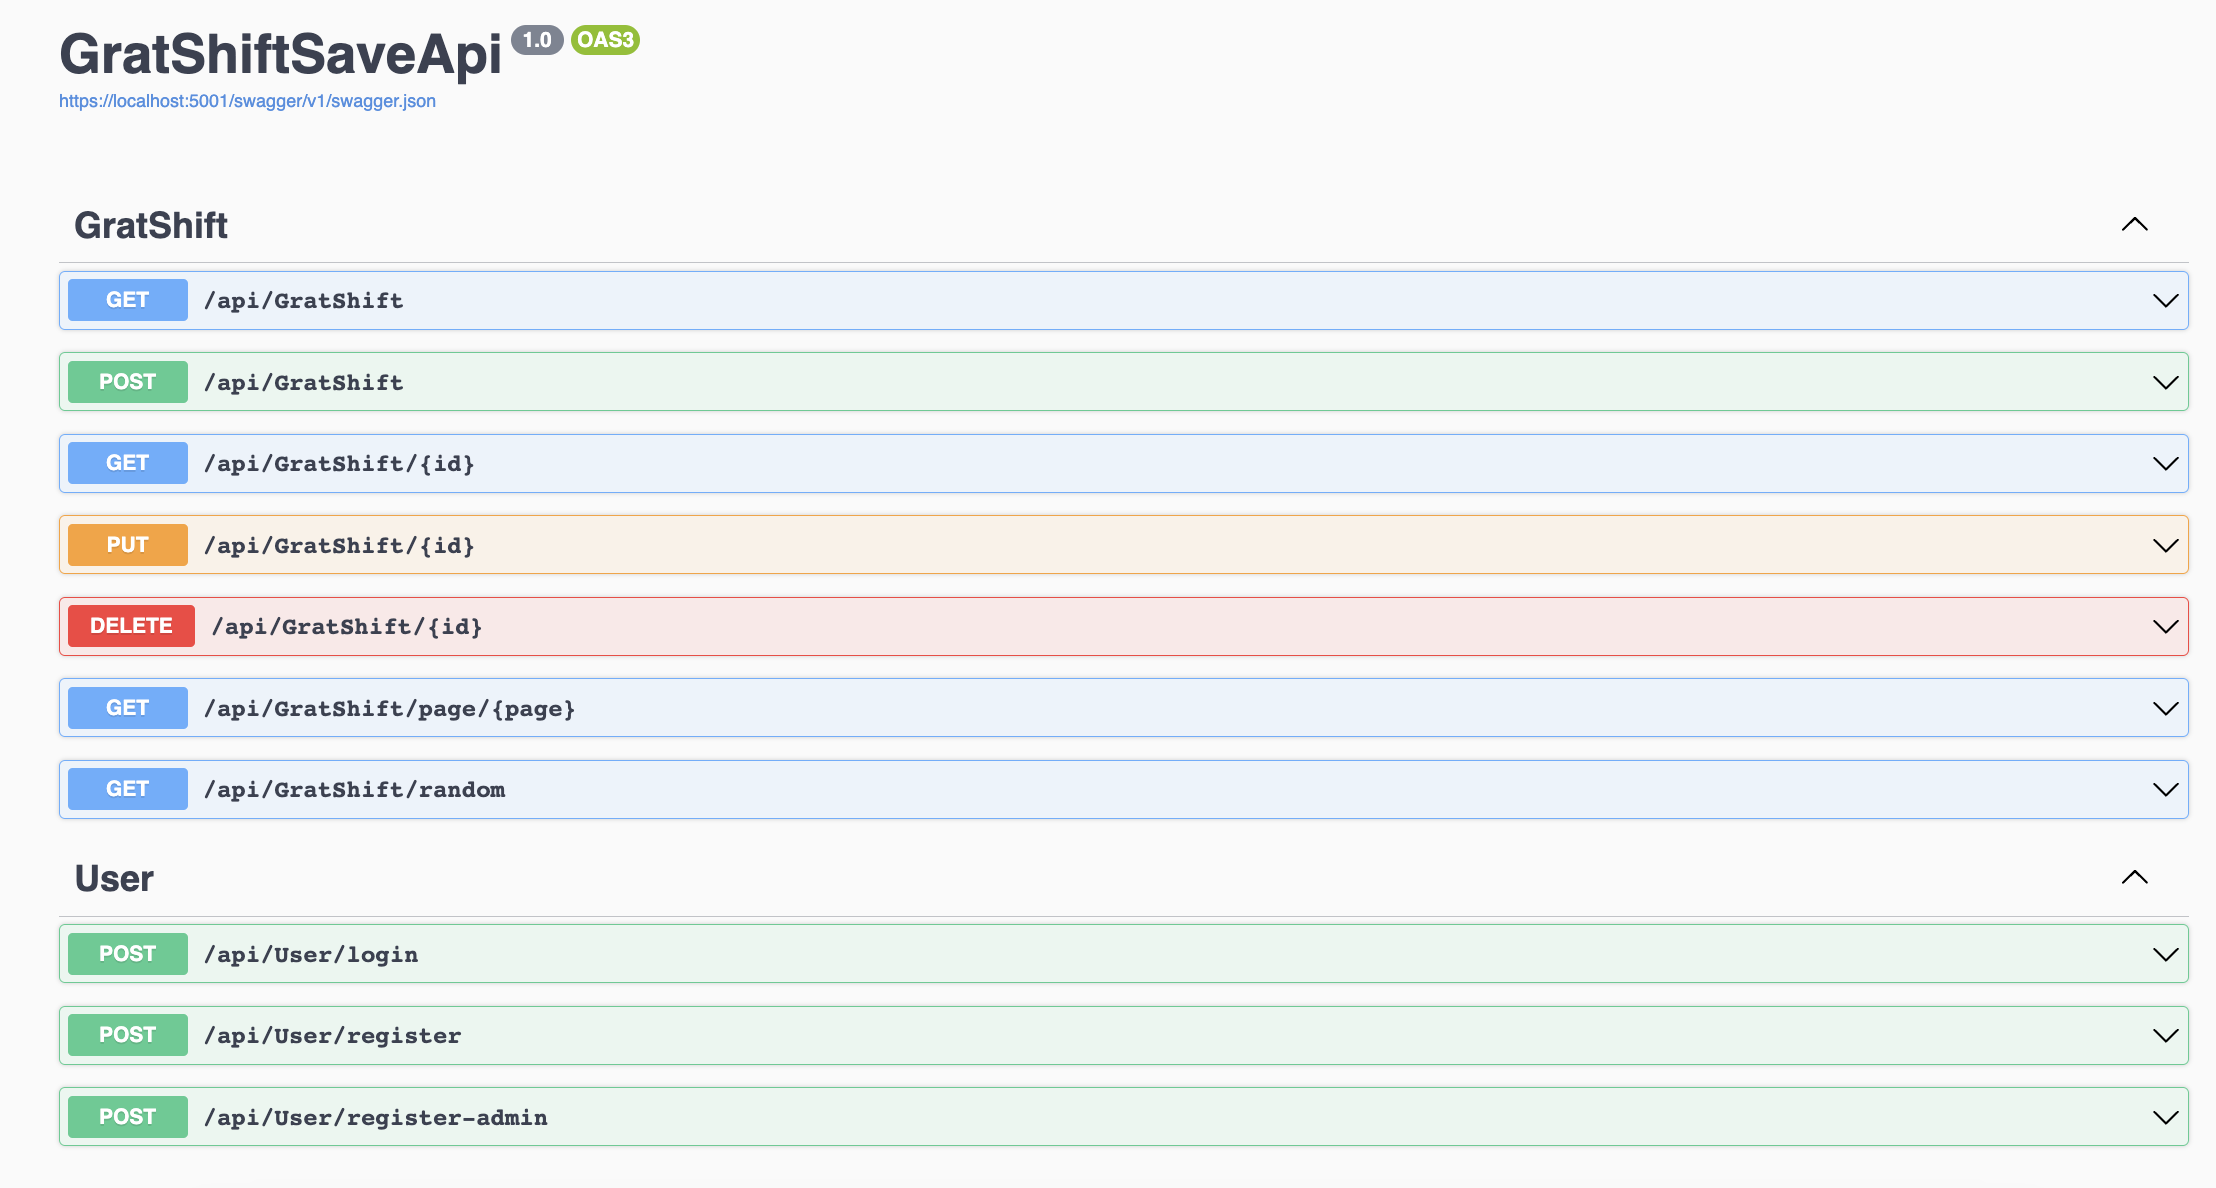 GratShiftSaveApi 1.0 OAS3
https://localhost:5001/swagger/v1/swagger.json
GratShift
GET /api/GratShift
POST /api/GratShift
GET /api/GratShift/{id}
PUT /api/GratShift/{id}
DELETE /api/GratShift/{id}
GET /api/GratShift/page/{page}
GET /api/GratShift/random
User
POST /api/User/login
POST /api/User/register
POST /api/User/register-admin